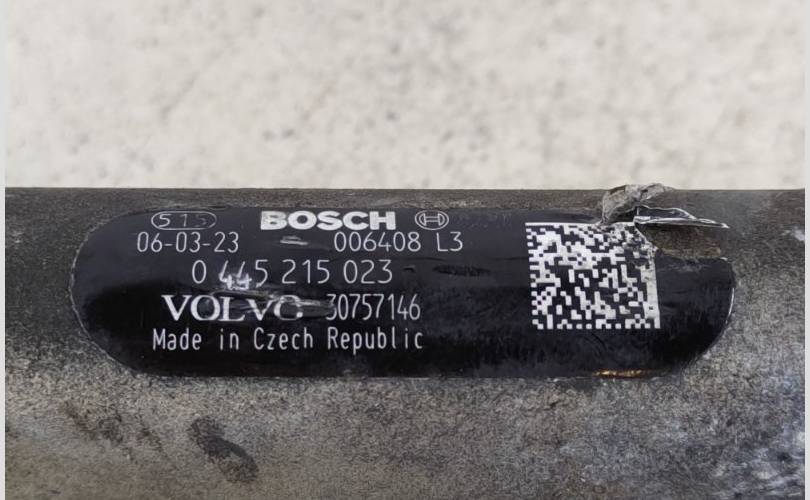 515
BOSCH
06-03-23 006408 L3
0 445 215 023
VOLVO 30757146
Made in Czech Republic